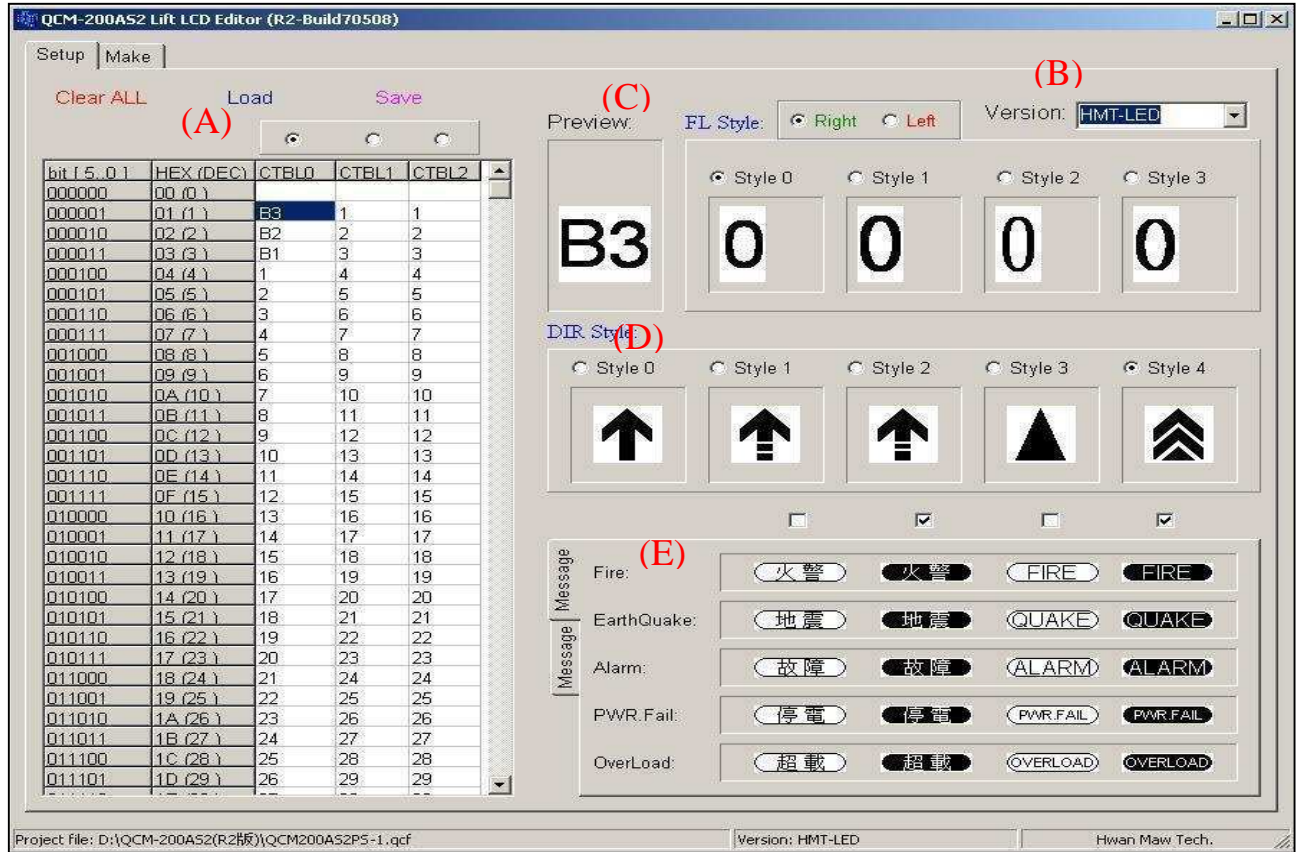 QCM-200AS2 Lift LCD Editor (R2-Build70508)
Setup Make
Clear ALL Load Save
(A)
(C)
(B)
Preview: FL Style: Right Left Version: HMT-LED
bit [ 5..0 ] HEX (DEC) CTBL0 CTBL1 CTBL2
000000 00 (0 )
000001 01 (1 ) B3 1 1
000010 02 (2 ) B2 2 2
000011 03 (3 ) B1 3 3
000100 04 (4 ) 1 4 4
000101 05 (5 ) 2 5 5
000110 06 (6 ) 3 6 6
000111 07 (7 ) 4 7 7
001000 08 (8 ) 5 8 8
001001 09 (9 ) 6 9 9
001010 0A (10 ) 7 10 10
001011 0B (11 ) 8 11 11
001100 0C (12 ) 9 12 12
001101 0D (13 ) 10 13 13
001110 0E (14 ) 11 14 14
001111 0F (15 ) 12 15 15
010000 10 (16 ) 13 16 16
010001 11 (17 ) 14 17 17
010010 12 (18 ) 15 18 18
010011 13 (19 ) 16 19 19
010100 14 (20 ) 17 20 20
010101 15 (21 ) 18 21 21
010110 16 (22 ) 19 22 22
010111 17 (23 ) 20 23 23
011000 18 (24 ) 21 24 24
011001 19 (25 ) 22 25 25
011010 1A (26 ) 23 26 26
011011 1B (27 ) 24 27 27
011100 1C (28 ) 25 28 28
011101 1D (29 ) 26 29 29
Style 0 Style 1 Style 2 Style 3
B3 0 0 0 0
DIR Style:
(D)
Style 0 Style 1 Style 2 Style 3 Style 4
(E)
Message
Message
Fire: 火警 火警 FIRE FIRE
EarthQuake: 地震 地震 QUAKE QUAKE
Alarm: 故障 故障 ALARM ALARM
PWR.Fail: 停電 停電 PWR.FAIL PWR.FAIL
OverLoad: 超載 超載 OVERLOAD OVERLOAD
Project file: D:\QCM-200AS2(R2版)\QCM200AS2PS-1.qcf Version: HMT-LED Hwan Maw Tech.